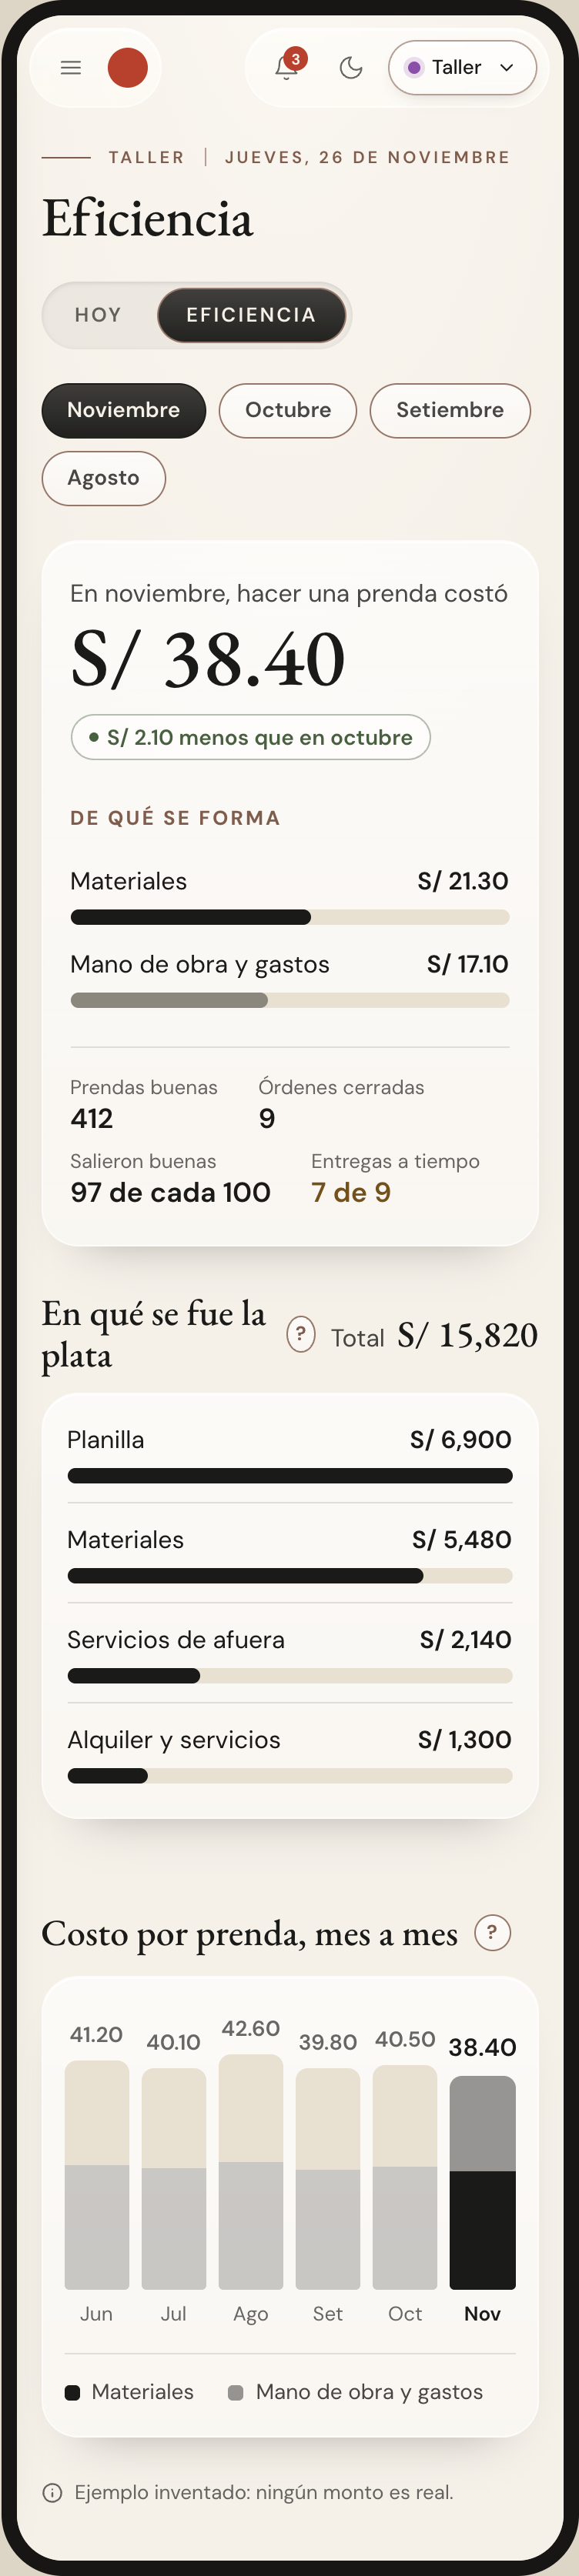 3
Taller
TALLER | JUEVES, 26 DE NOVIEMBRE
Eficiencia
HOY EFICIENCIA
Noviembre Octubre Setiembre
Agosto
En noviembre, hacer una prenda costó
S/ 38.40
S/ 2.10 menos que en octubre
DE QUÉ SE FORMA
Materiales S/ 21.30
Mano de obra y gastos S/ 17.10
Prendas buenas Órdenes cerradas
412 9
Salieron buenas Entregas a tiempo
97 de cada 100 7 de 9
En qué se fue la
plata
? Total S/ 15,820
Planilla S/ 6,900
Materiales S/ 5,480
Servicios de afuera S/ 2,140
Alquiler y servicios S/ 1,300
Costo por prenda, mes a mes ?
41.20 40.10 42.60 39.80 40.50 38.40
Jun Jul Ago Set Oct Nov
Materiales Mano de obra y gastos
Ejemplo inventado: ningún monto es real.